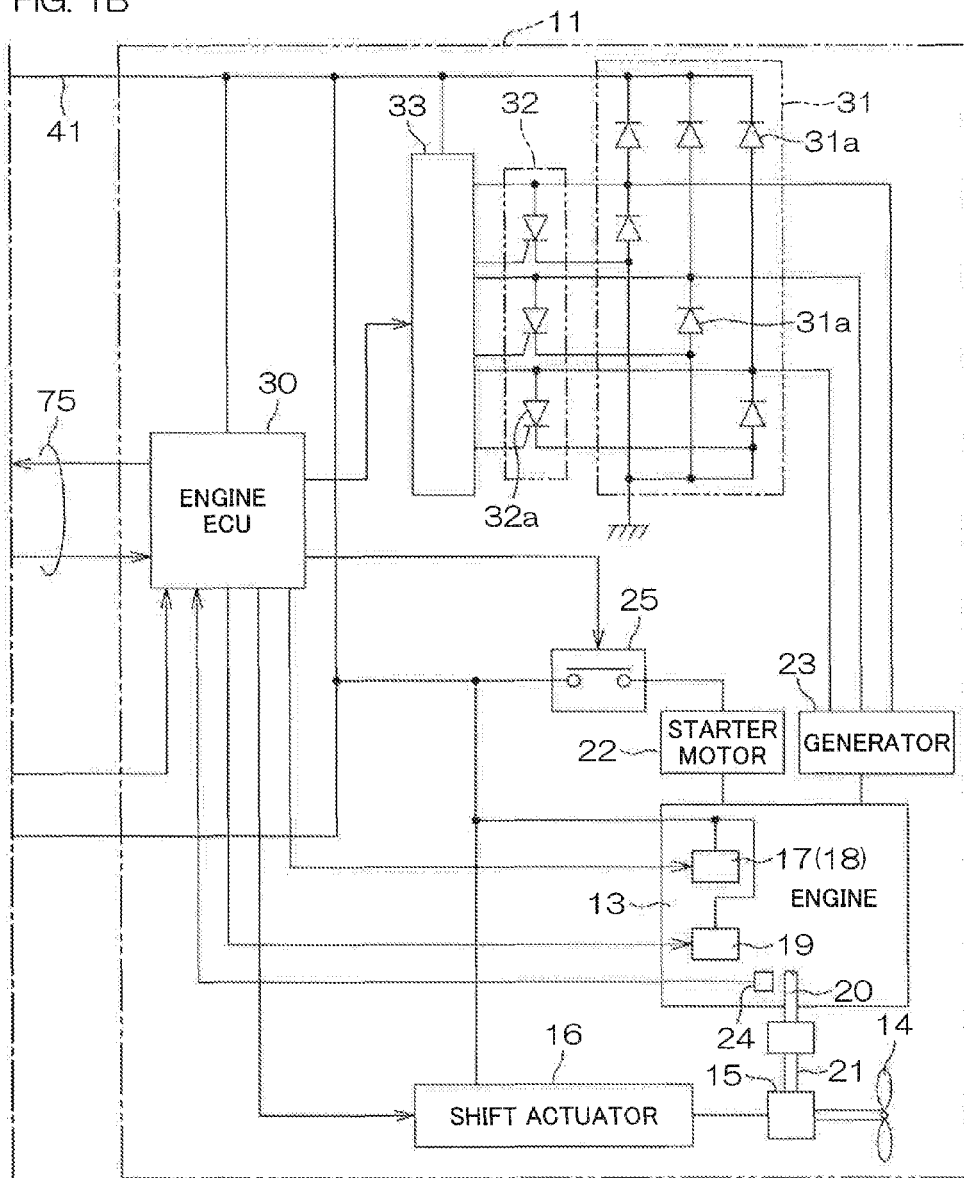 FIG. 1B
11
41
33
32
31
31a
31a
75
30
ENGINE
ECU
32a
25
23
22
STARTER
MOTOR
GENERATOR
17(18)
13
ENGINE
19
20
24
14
16
15
21
SHIFT ACTUATOR